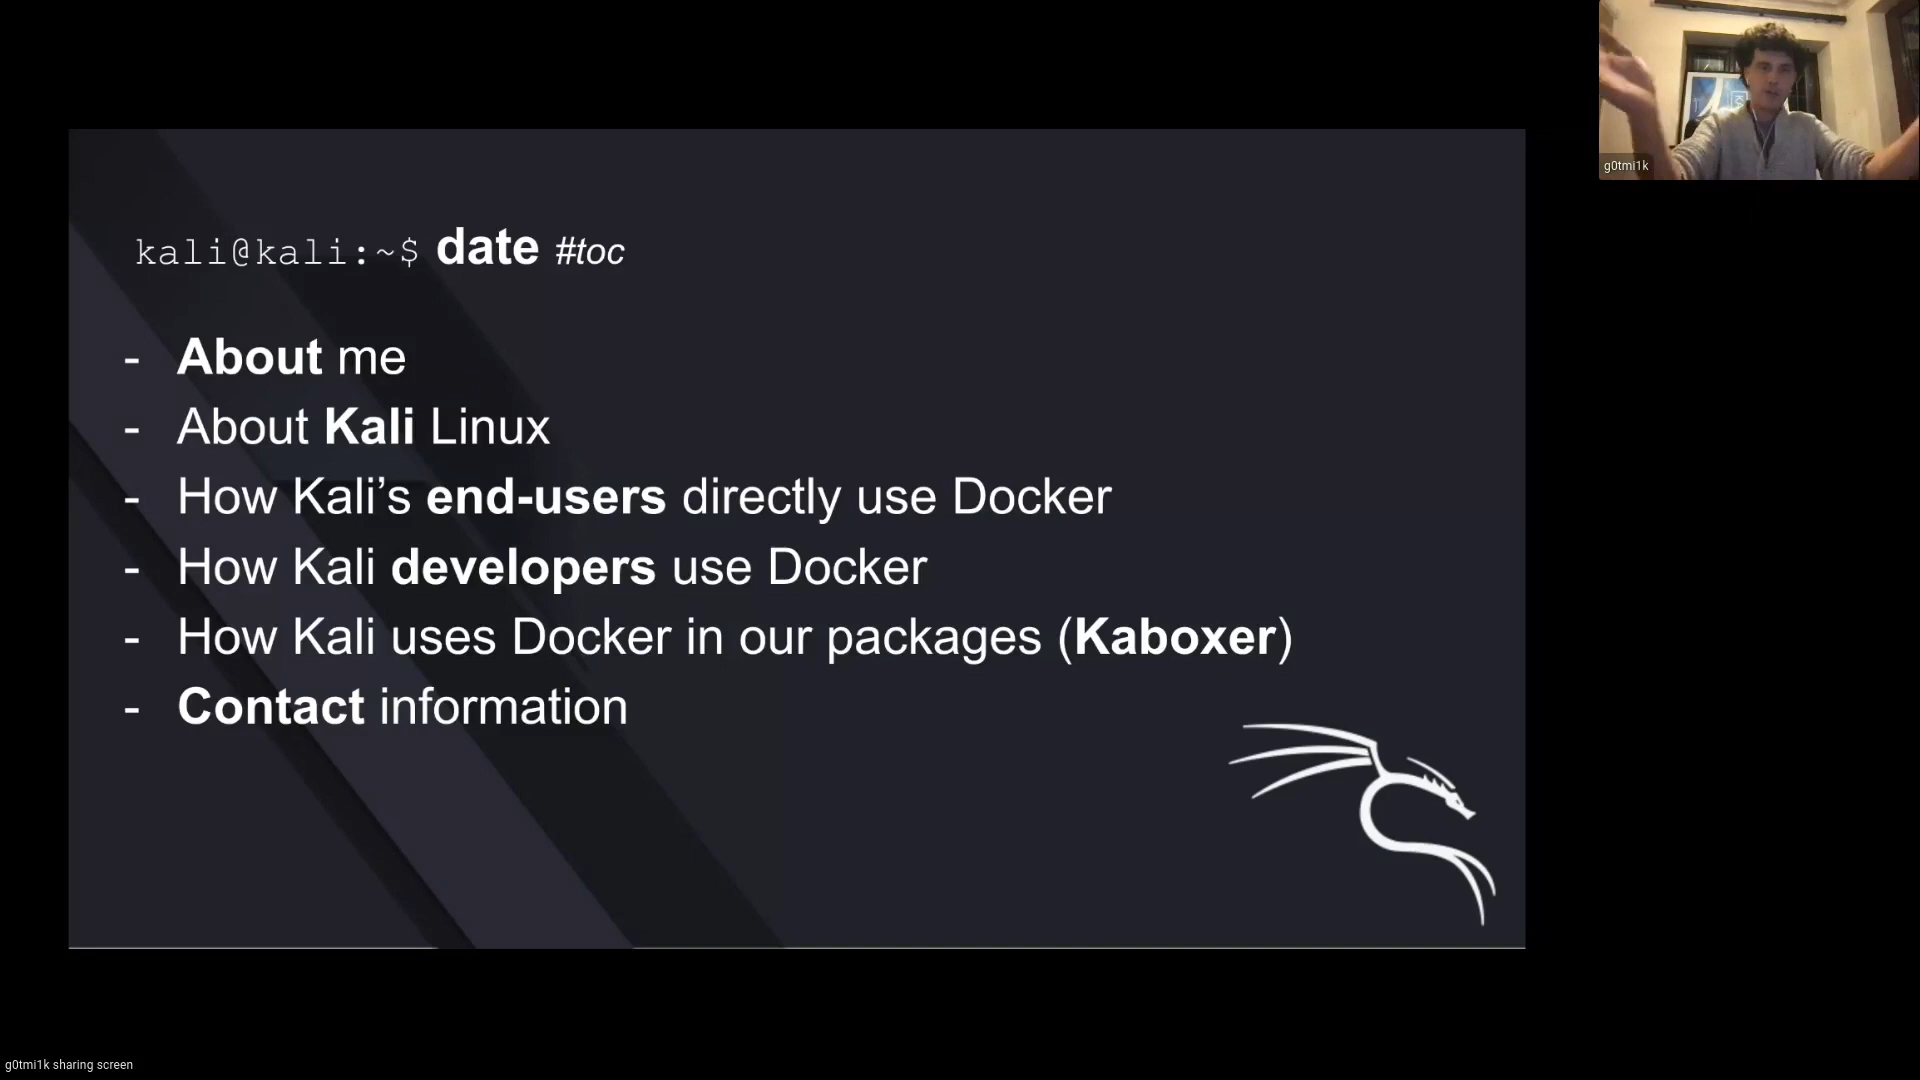 g0tmi1k
kali@kali:~$ date #toc
- About me
- About Kali Linux
- How Kali’s end-users directly use Docker
- How Kali developers use Docker
- How Kali uses Docker in our packages (Kaboxer)
- Contact information
g0tmi1k sharing screen